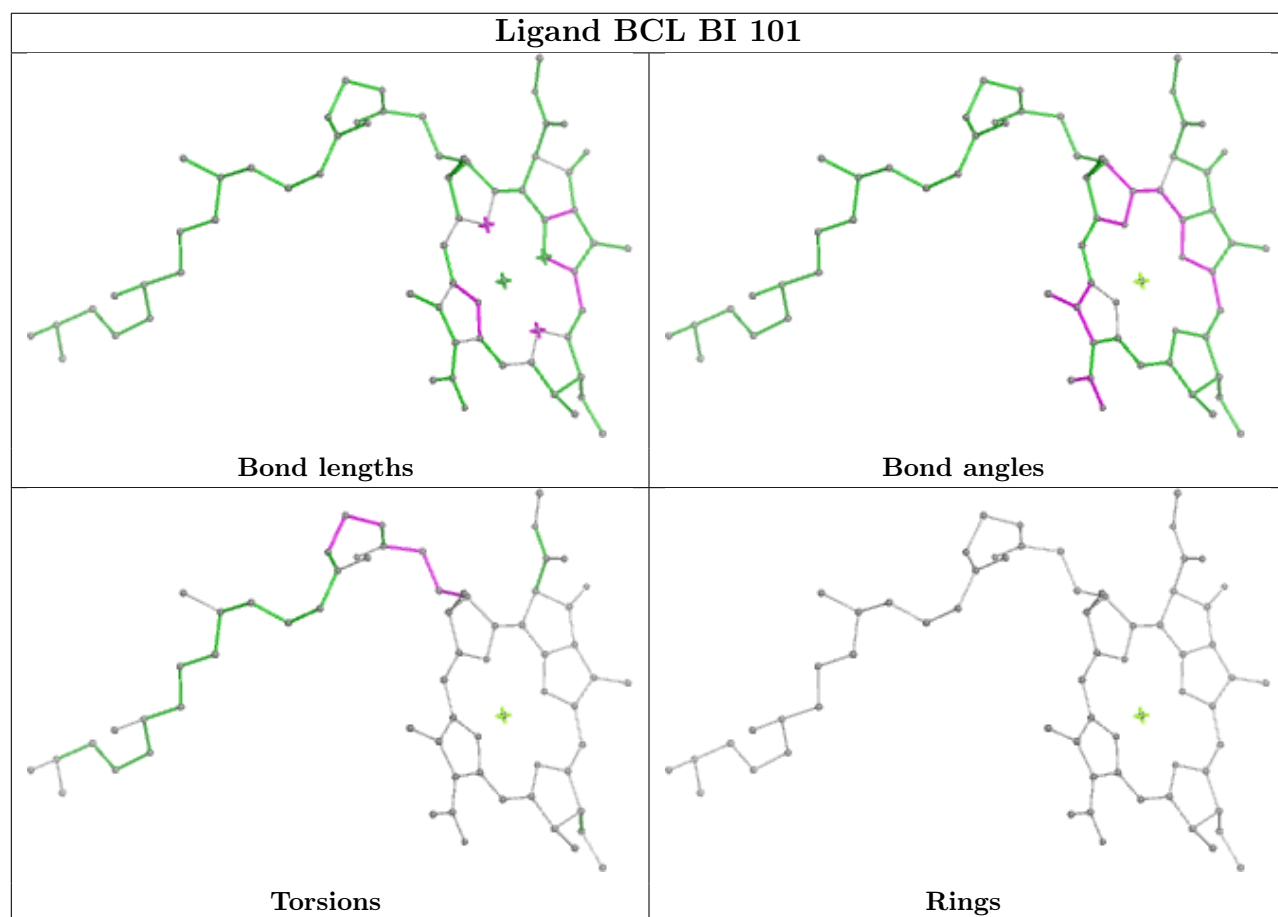 Ligand BCL BI 101
Bond lengths
Bond angles
Torsions
Rings